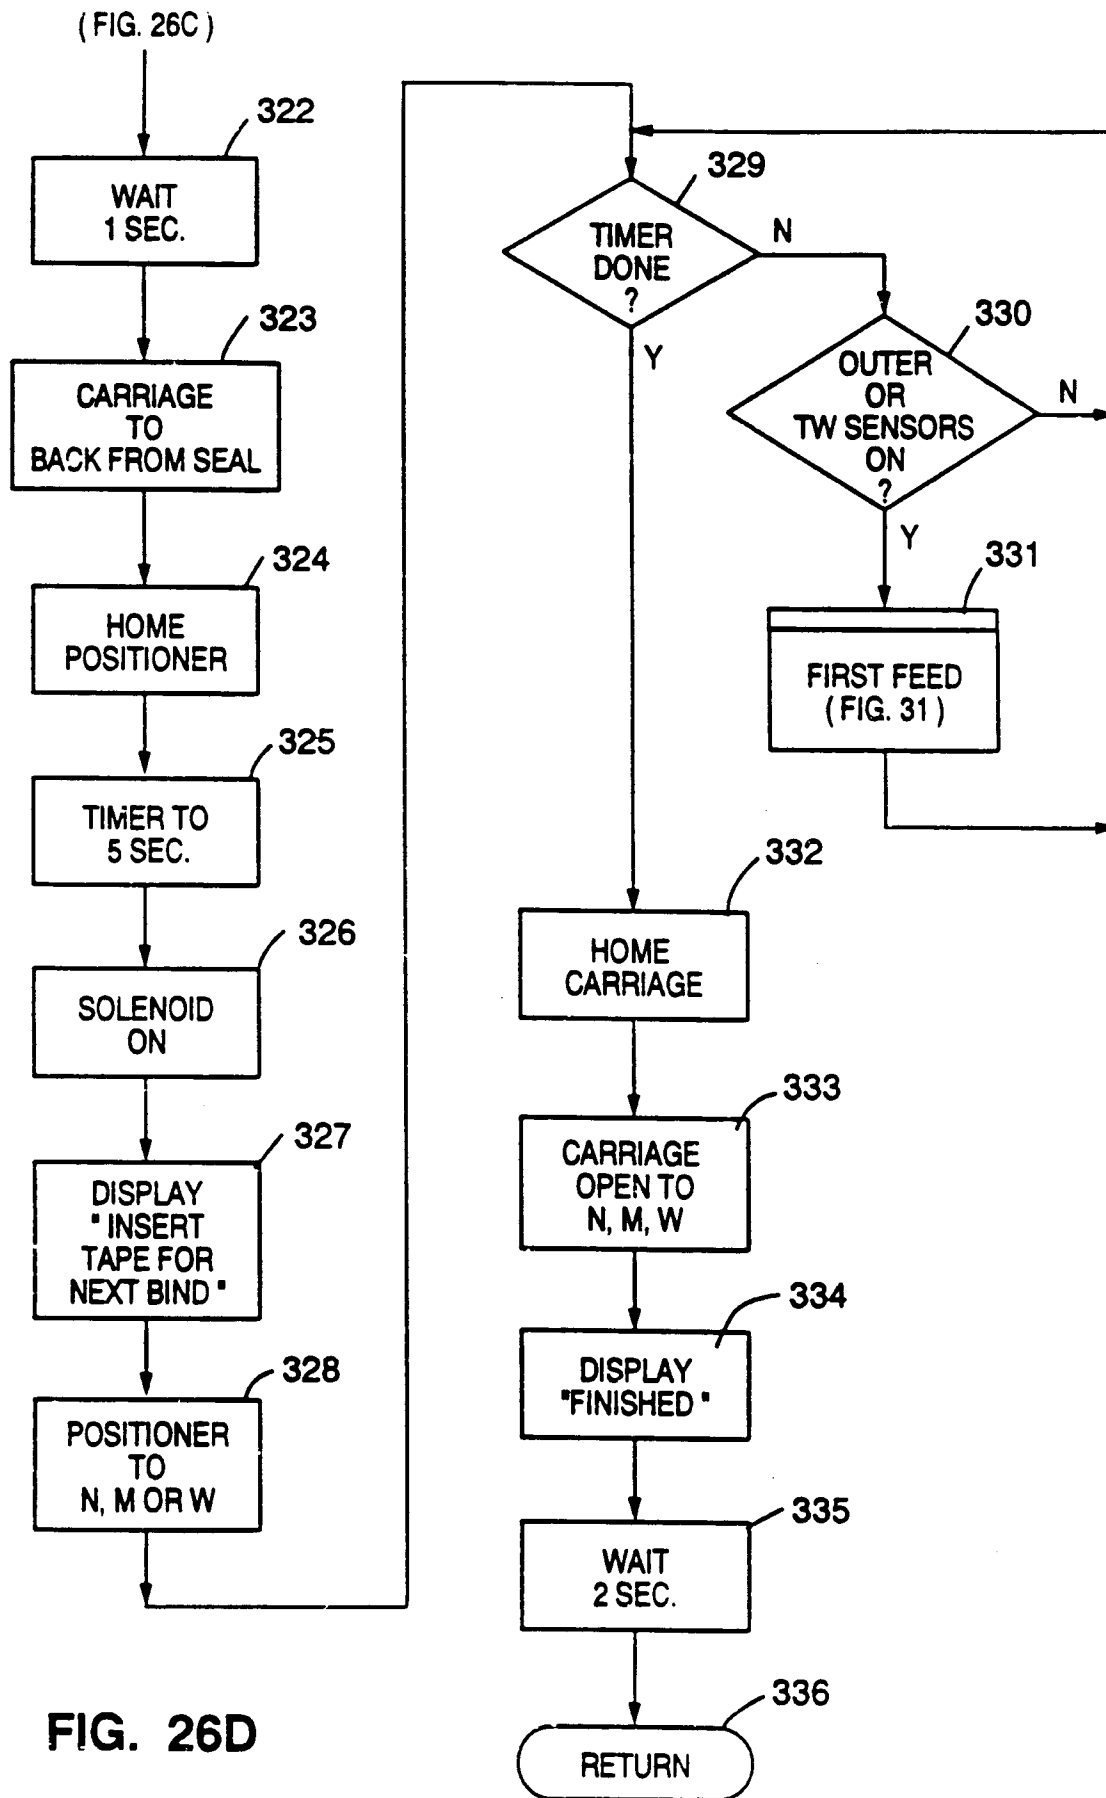 ( FIG. 26C )
322
WAIT
1 SEC.
323
CARRIAGE
TO
BACK FROM SEAL
324
HOME
POSITIONER
325
TIMER TO
5 SEC.
326
SOLENOID
ON
327
DISPLAY
" INSERT
TAPE FOR
NEXT BIND "
328
POSITIONER
TO
N, M OR W
329
TIMER
DONE
?
N
Y
330
OUTER
OR
TW SENSORS
ON
?
N
Y
331
FIRST FEED
( FIG. 31 )
332
HOME
CARRIAGE
333
CARRIAGE
OPEN TO
N, M, W
334
DISPLAY
"FINISHED "
335
WAIT
2 SEC.
336
RETURN
FIG. 26D